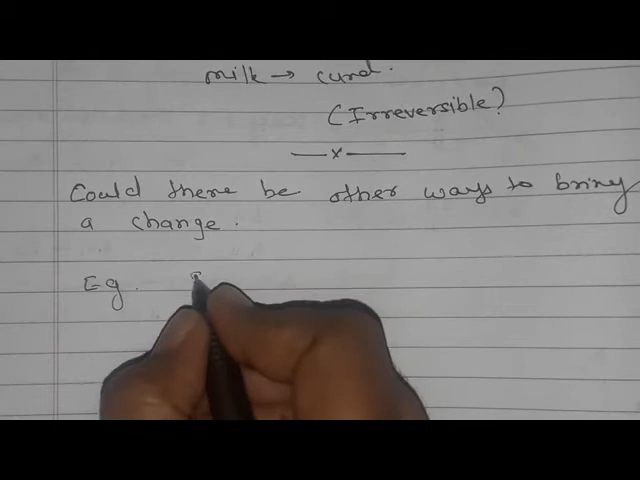 milk → curd.
(Irreversible?)
—x—
Could there be other ways to bring
a change.
Eg.